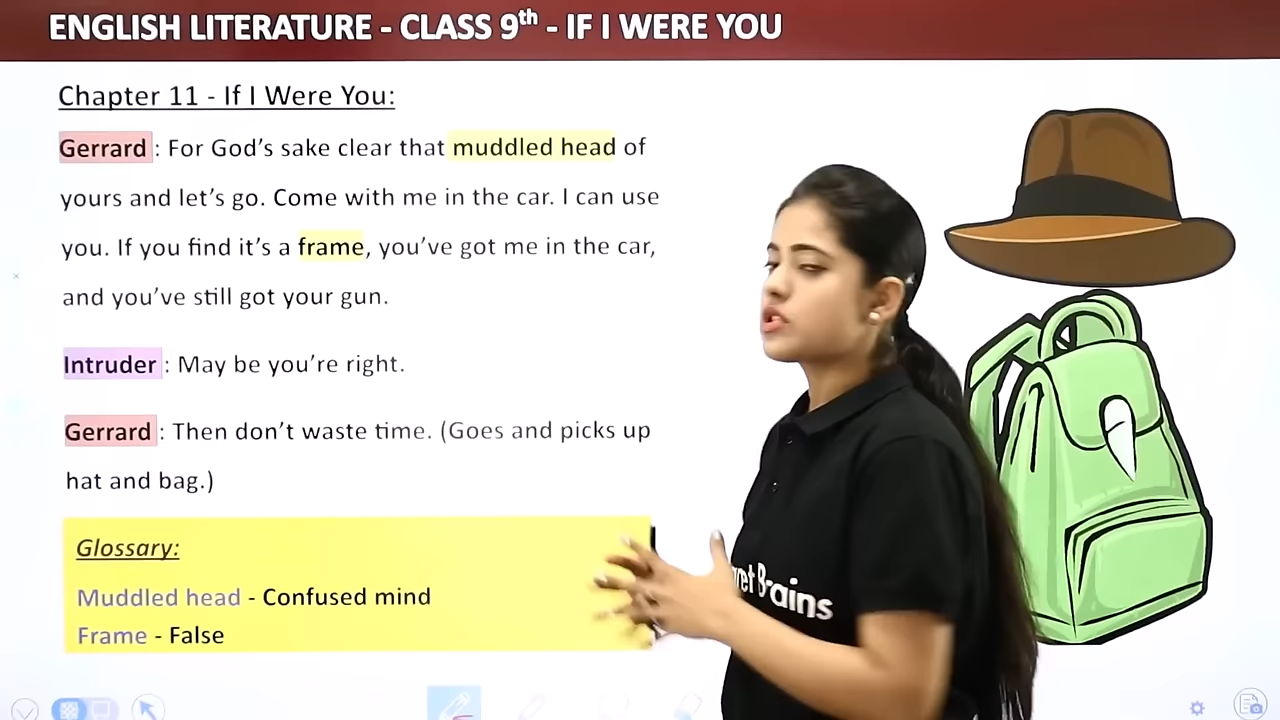 ENGLISH LITERATURE - CLASS 9th - IF I WERE YOU
Chapter 11 - If I Were You:
Gerrard : For God's sake clear that muddled head of
yours and let's go. Come with me in the car. I can use
you. If you find it's a frame, you've got me in the car,
and you've still got your gun.
Intruder : May be you're right.
Gerrard : Then don't waste time. (Goes and picks up
hat and bag.)
Glossary:
Muddled head - Confused mind
Frame - False
Brains